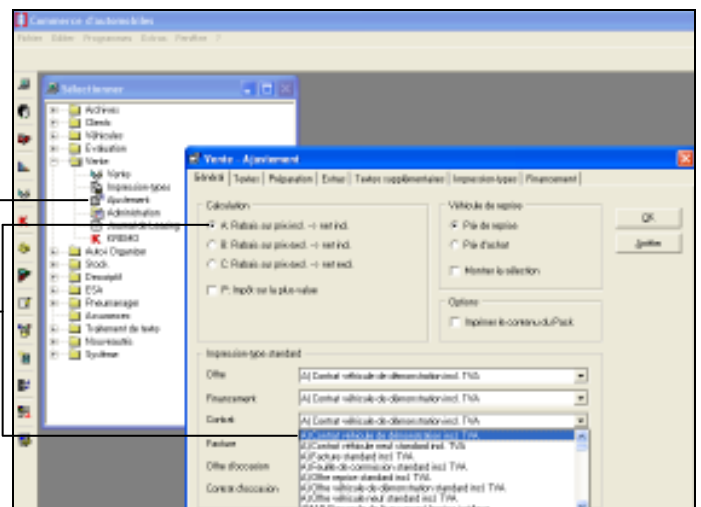 Commerce d'automobiles
Fichier Editer Programmes Extras Fenêtre ?
Sélectionner
Archives
Clients
Véhicules
Evaluation
Vente
Vente
Impression-types
Ajustement
Administration
Journal de Leasing
Auto-i Organizer
Stock
Descriptif
ESA
Pneumanager
Assurances
Traitement de texte
Nouveautés
Système
Vente - Ajustement
Général Textes Préparation Extras Textes supplémentaires Impression-types Financement
Calculation
A: Rabais sur prix incl. -> net incl.
B: Rabais sur prix excl. -> net incl.
C: Rabais sur prix excl. -> net excl.
P: Impôt sur la plus-value
Véhicule de reprise
Prix de reprise
Prix d'achat
Montrer la sélection
OK
Options
Imprimer le contenu du Pack
Impression-type standard
Offre
A) Contrat véhicule de démonstration incl. TVA
Financement
A) Contrat véhicule de démonstration incl. TVA
Contrat
A) Contrat véhicule de démonstration incl. TVA
A) Contrat véhicule de démonstration incl. TVA
Facture
A) Contrat véhicule neuf standard incl. TVA
A) Facture standard incl. TVA
A) Feuille de commission standard incl. TVA
Offre d'occasion
A) Offre reprise standard incl. TVA
A) Offre véhicule de démonstration standard incl. TVA
Contrat d'occasion
A) Offre véhicule neuf standard incl. TVA